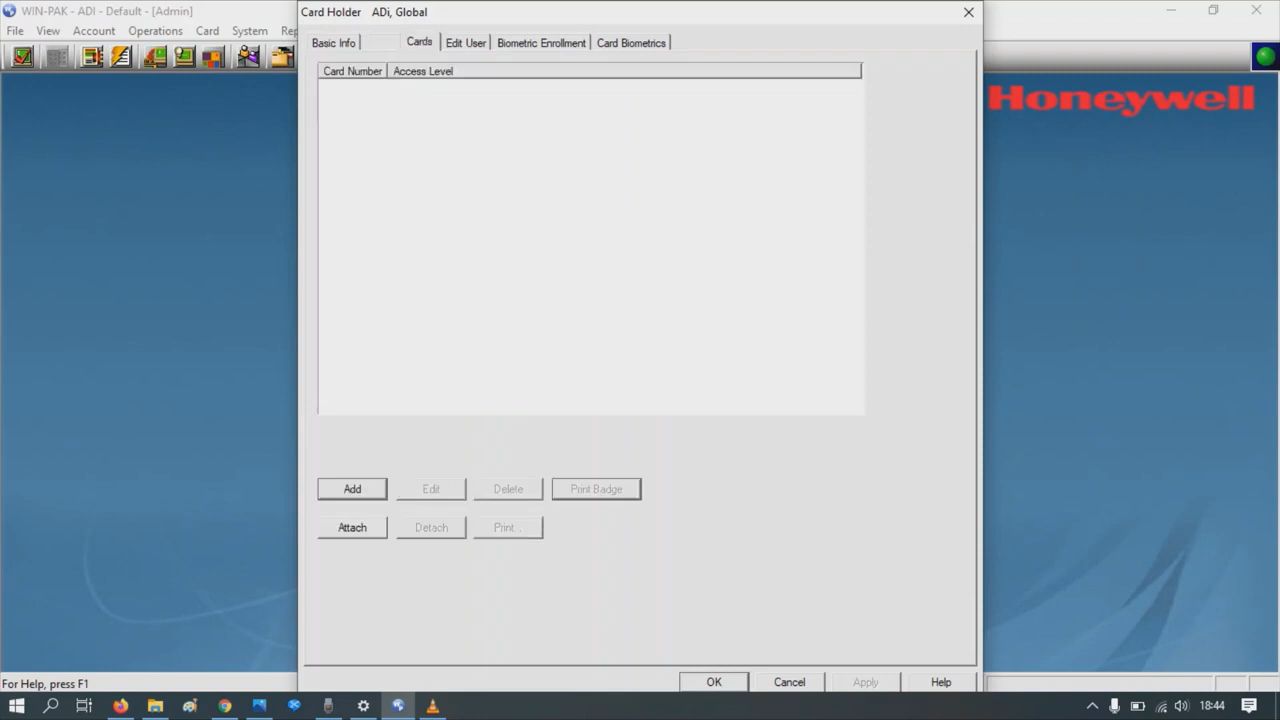 WIN-PAK - ADI - Default - [Admin]
Card Holder ADi, Global
File View Account Operations Card System Rep
Basic Info Cards Edit User Biometric Enrollment Card Biometrics
Card Number Access Level
Honeywell
Add Edit Delete Print Badge
Attach Detach Print..
OK Cancel Apply Help
For Help, press F1
18:44